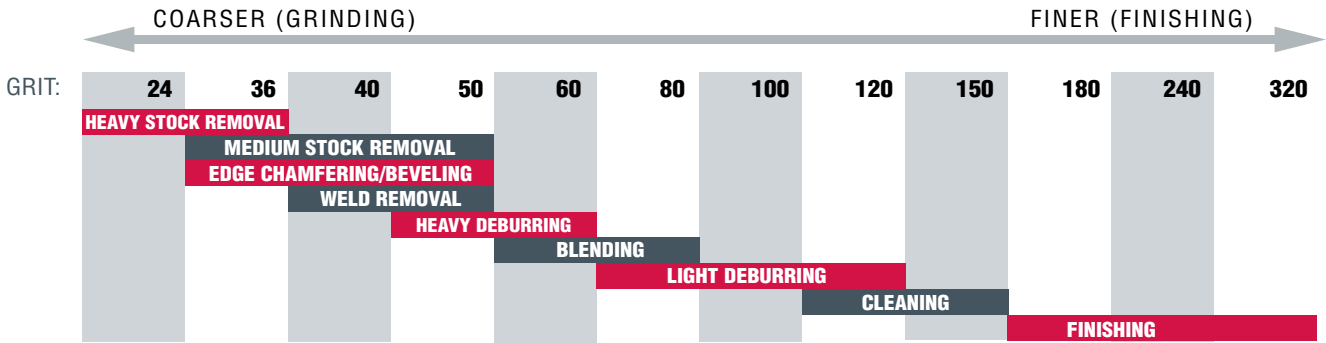 COARSER (GRINDING) FINER (FINISHING)
GRIT: 24 36 40 50 60 80 100 120 150 180 240 320
HEAVY STOCK REMOVAL
MEDIUM STOCK REMOVAL
EDGE CHAMFERING/BEVELING
WELD REMOVAL
HEAVY DEBURRING
BLENDING
LIGHT DEBURRING
CLEANING
FINISHING